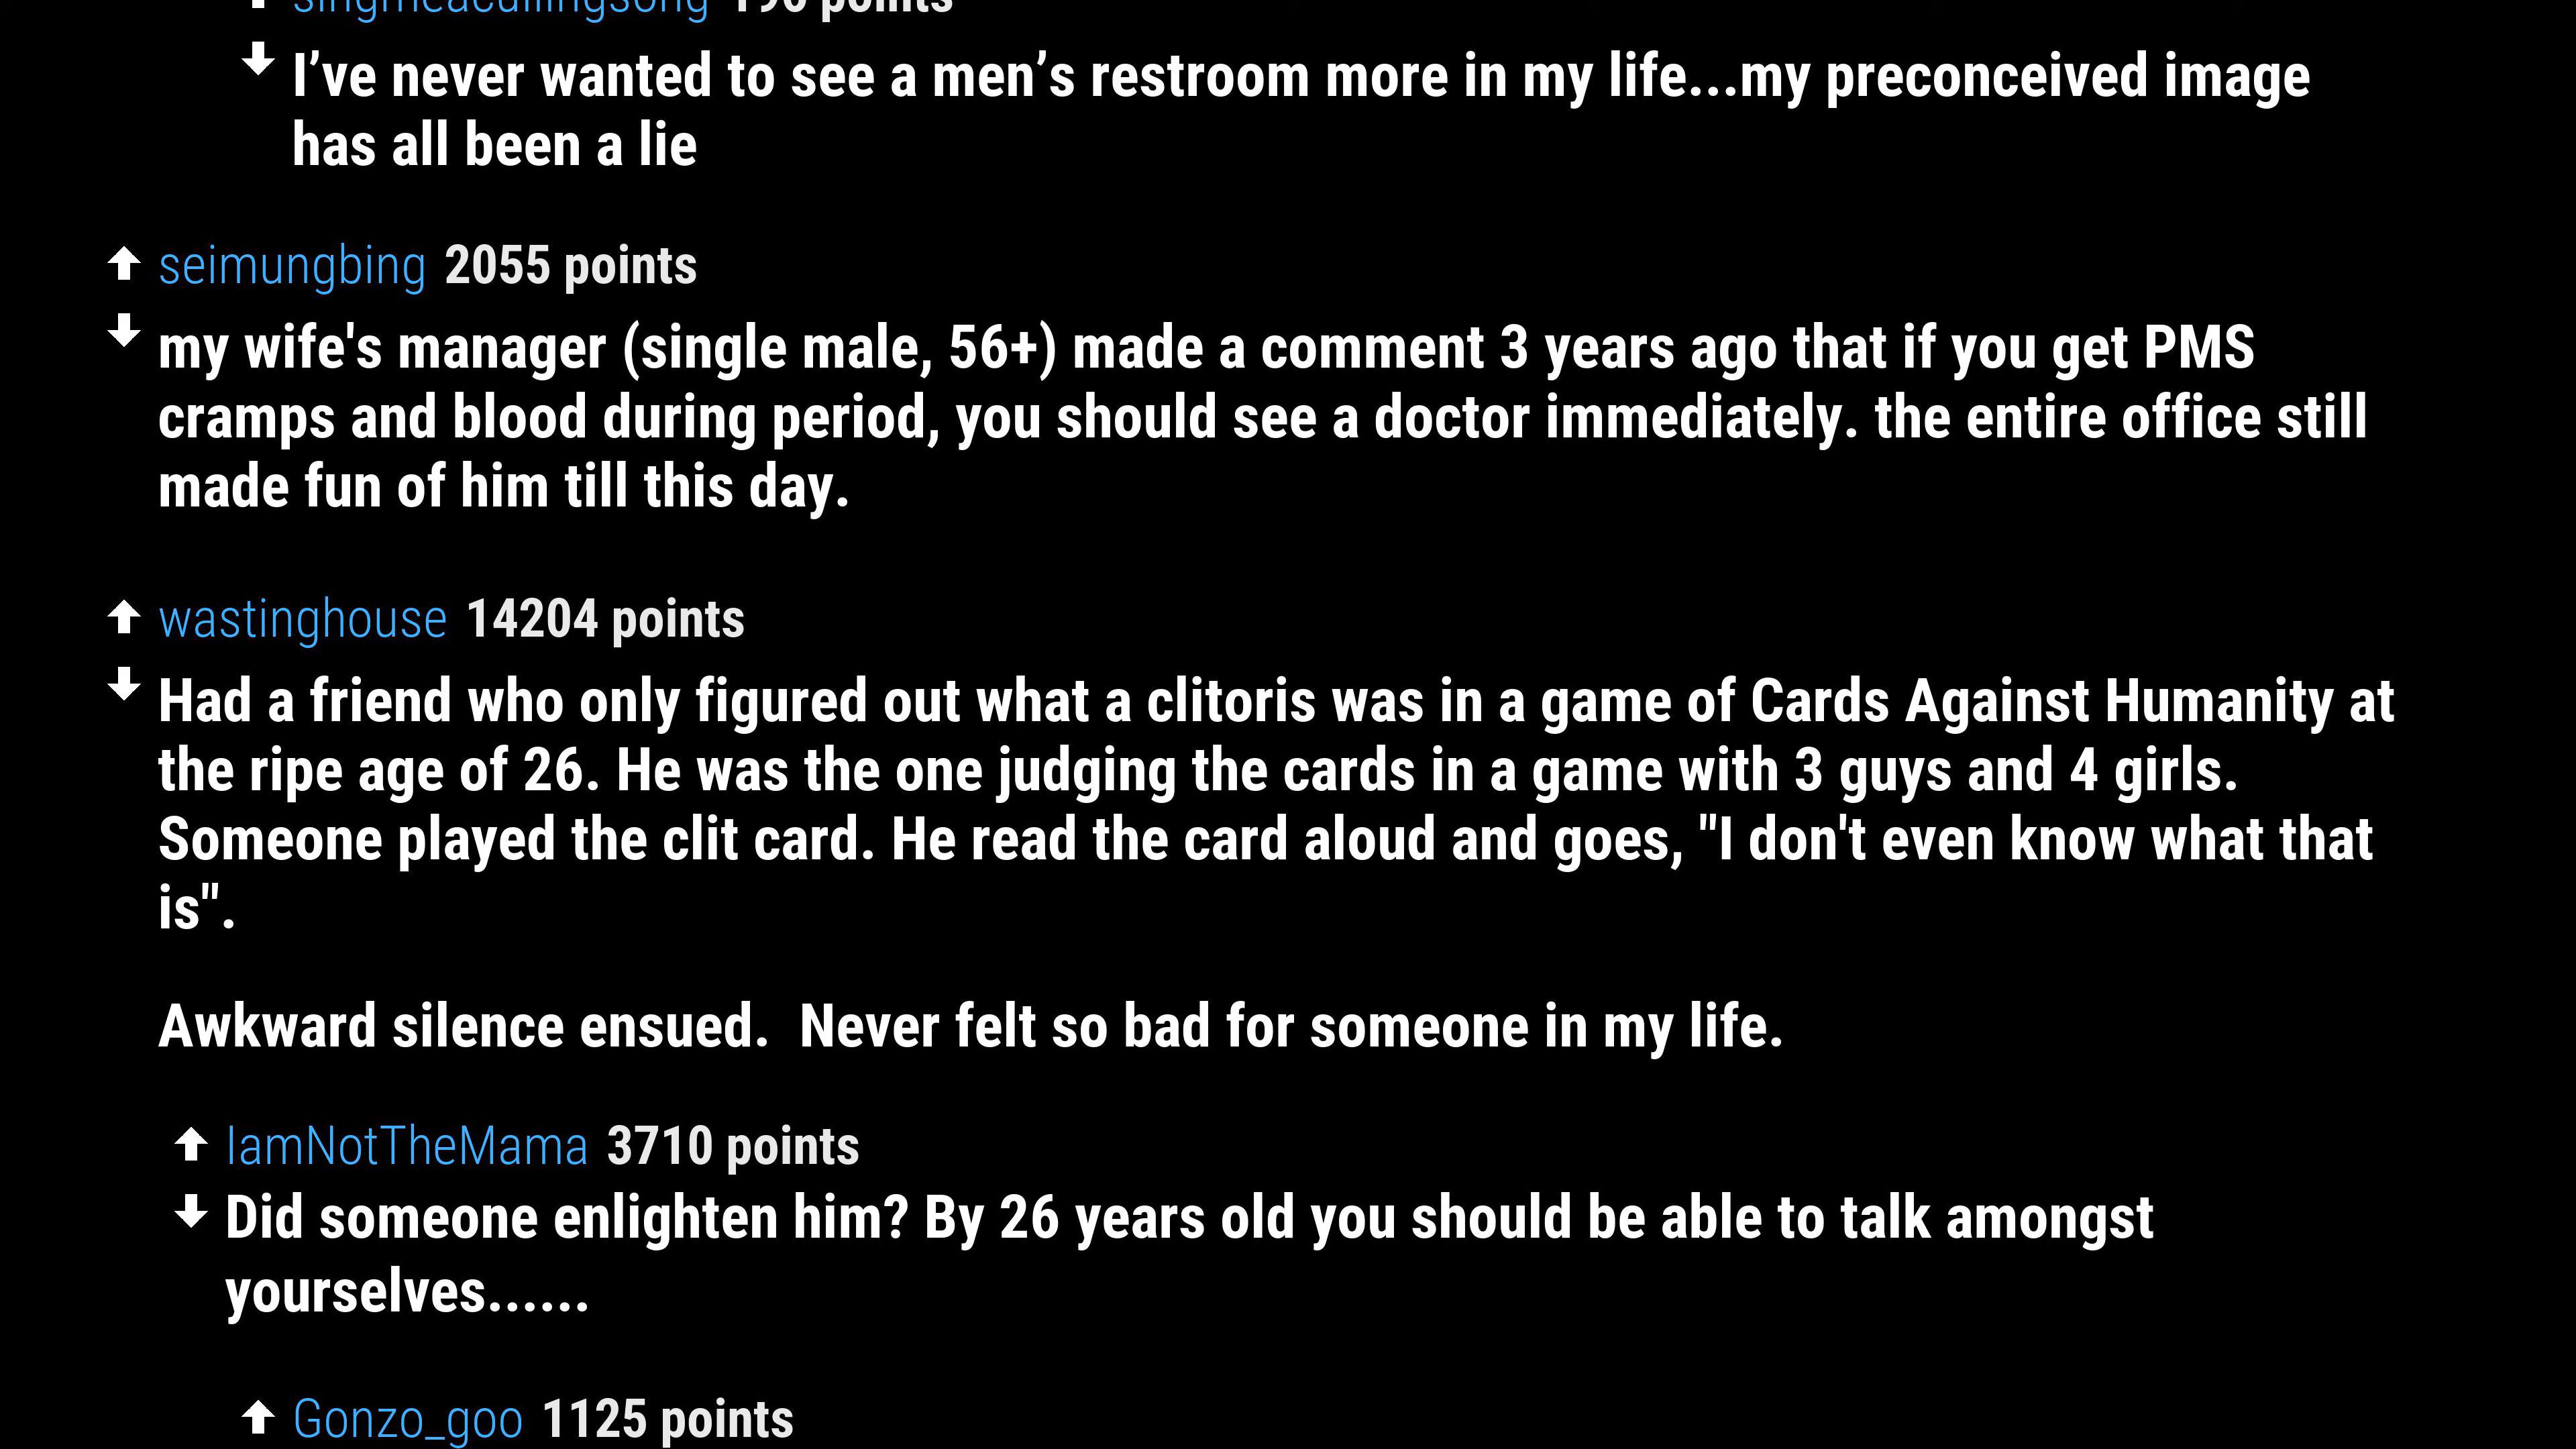 I’ve never wanted to see a men’s restroom more in my life...my preconceived image
has all been a lie
seimungbing 2055 points
my wife's manager (single male, 56+) made a comment 3 years ago that if you get PMS
cramps and blood during period, you should see a doctor immediately. the entire office still
made fun of him till this day.
wastinghouse 14204 points
Had a friend who only figured out what a clitoris was in a game of Cards Against Humanity at
the ripe age of 26. He was the one judging the cards in a game with 3 guys and 4 girls.
Someone played the clit card. He read the card aloud and goes, "I don't even know what that
is".
Awkward silence ensued.  Never felt so bad for someone in my life.
IamNotTheMama 3710 points
Did someone enlighten him? By 26 years old you should be able to talk amongst
yourselves......
Gonzo_goo 1125 points